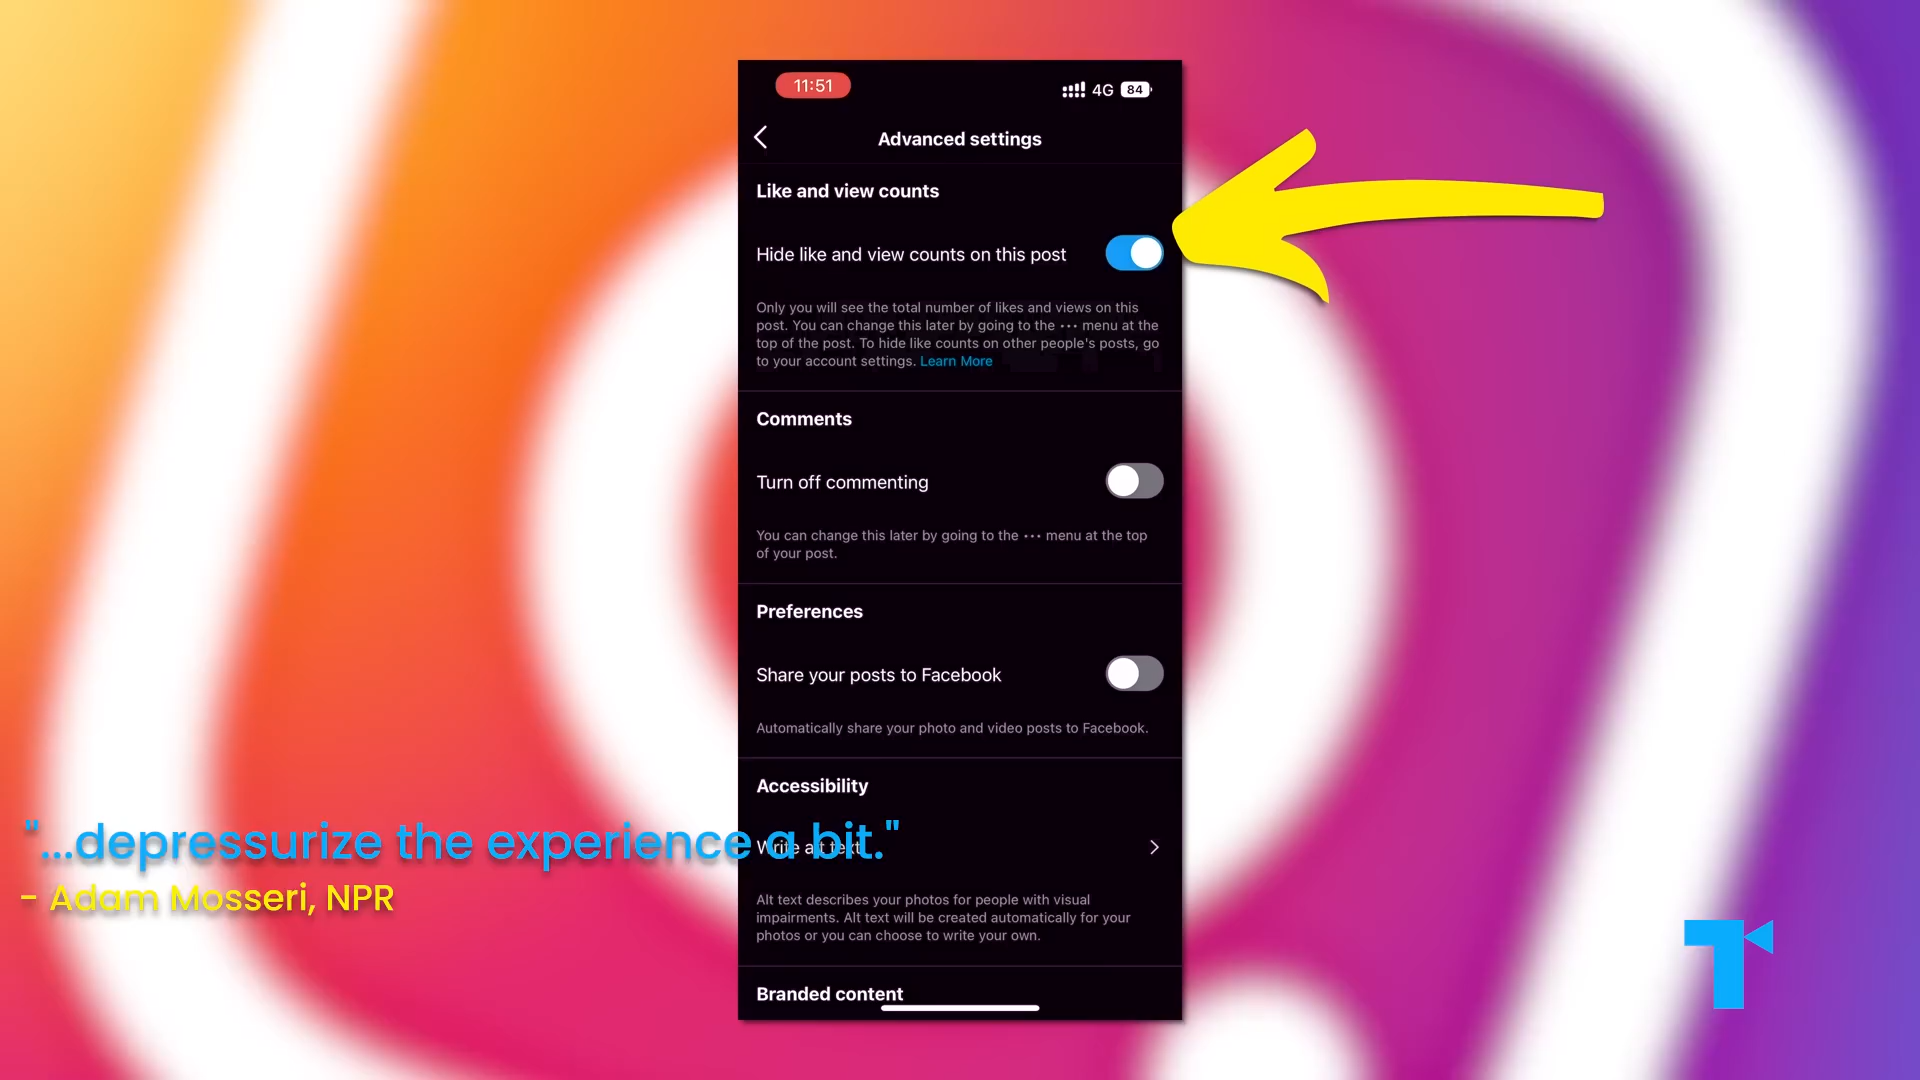 11:51
4G 84
Advanced settings
Like and view counts
Hide like and view counts on this post
Only you will see the total number of likes and views on this
post. You can change this later by going to the ••• menu at the
top of the post. To hide like counts on other people's posts, go
to your account settings. Learn More
Comments
Turn off commenting
You can change this later by going to the ••• menu at the top
of your post.
Preferences
Share your posts to Facebook
Automatically share your photo and video posts to Facebook.
Accessibility
"...depressurize the experience a bit."
Write alt text
- Adam Mosseri, NPR
Alt text describes your photos for people with visual
impairments. Alt text will be created automatically for your
photos or you can choose to write your own.
Branded content